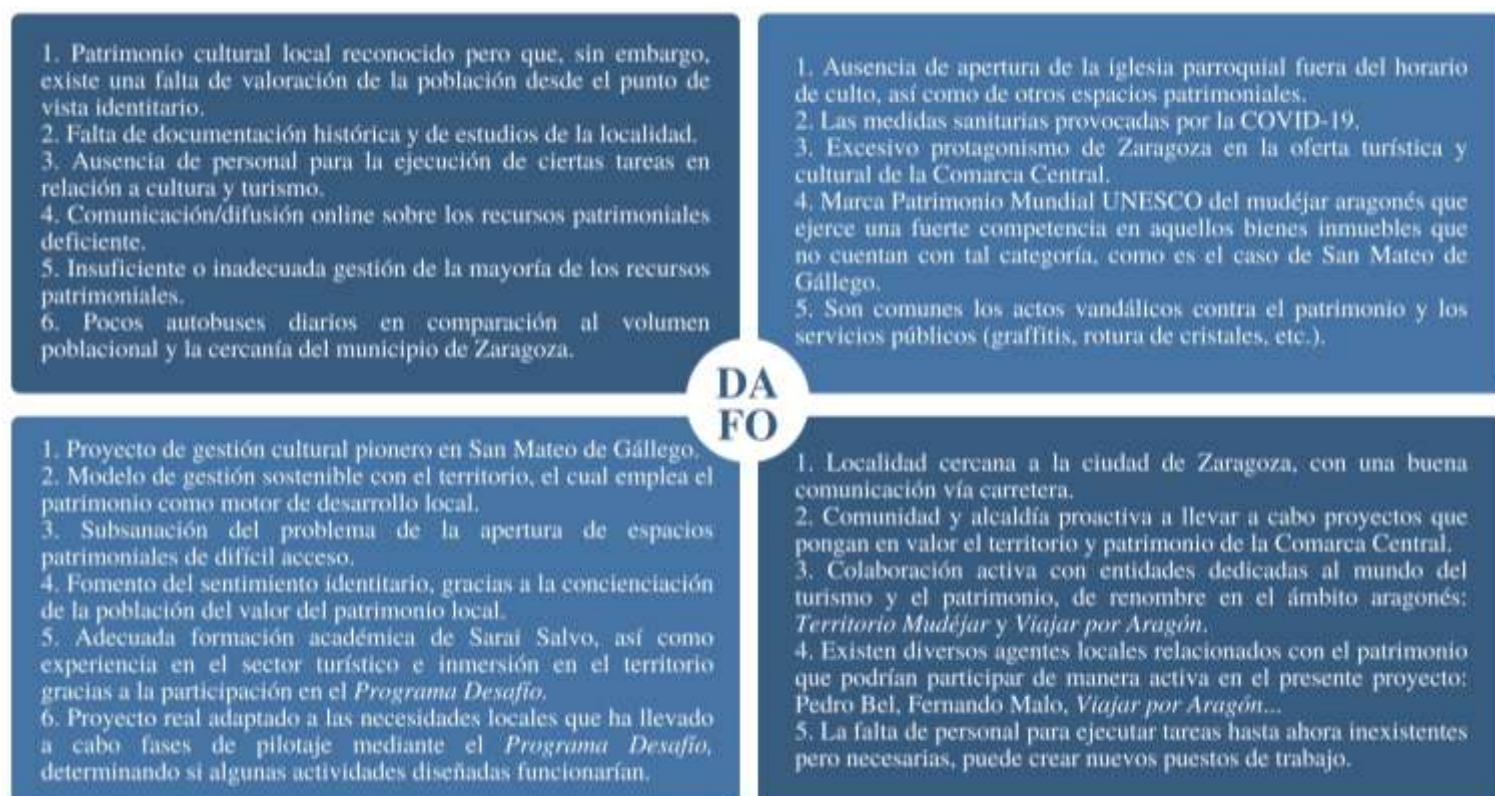 1. Patrimonio cultural local reconocido pero que, sin embargo,
existe una falta de valoración de la población desde el punto de
vista identitario.
2. Falta de documentación histórica y de estudios de la localidad.
3. Ausencia de personal para la ejecución de ciertas tareas en
relación a cultura y turismo.
4. Comunicación/difusión online sobre los recursos patrimoniales
deficiente.
5. Insuficiente o inadecuada gestión de la mayoría de los recursos
patrimoniales.
6. Pocos autobuses diarios en comparación al volumen
poblacional y la cercanía del municipio de Zaragoza.
1. Ausencia de apertura de la iglesia parroquial fuera del horario
de culto, así como de otros espacios patrimoniales.
2. Las medidas sanitarias provocadas por la COVID-19.
3. Excesivo protagonismo de Zaragoza en la oferta turística y
cultural de la Comarca Central.
4. Marca Patrimonio Mundial UNESCO del mudéjar aragonés que
ejerce una fuerte competencia en aquellos bienes inmuebles que
no cuentan con tal categoría, como es el caso de San Mateo de
Gállego.
5. Son comunes los actos vandálicos contra el patrimonio y los
servicios públicos (graffitis, rotura de cristales, etc.).
DA
FO
1. Proyecto de gestión cultural pionero en San Mateo de Gállego.
2. Modelo de gestión sostenible con el territorio, el cual emplea el
patrimonio como motor de desarrollo local.
3. Subsanación del problema de la apertura de espacios
patrimoniales de difícil acceso.
4. Fomento del sentimiento identitario, gracias a la concienciación
de la población del valor del patrimonio local.
5. Adecuada formación académica de Sarai Salvo, así como
experiencia en el sector turístico e inmersión en el territorio
gracias a la participación en el Programa Desafío.
6. Proyecto real adaptado a las necesidades locales que ha llevado
a cabo fases de pilotaje mediante el Programa Desafío,
determinando si algunas actividades diseñadas funcionarían.
1. Localidad cercana a la ciudad de Zaragoza, con una buena
comunicación vía carretera.
2. Comunidad y alcaldía proactiva a llevar a cabo proyectos que
pongan en valor el territorio y patrimonio de la Comarca Central.
3. Colaboración activa con entidades dedicadas al mundo del
turismo y el patrimonio, de renombre en el ámbito aragonés:
Territorio Mudéjar y Viajar por Aragón.
4. Existen diversos agentes locales relacionados con el patrimonio
que podrían participar de manera activa en el presente proyecto:
Pedro Bel, Fernando Malo, Viajar por Aragón...
5. La falta de personal para ejecutar tareas hasta ahora inexistentes
pero necesarias, puede crear nuevos puestos de trabajo.